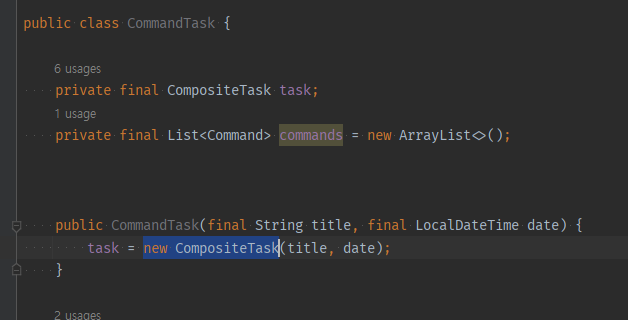 public class CommandTask {
6 usages
private final CompositeTask task;
1 usage
private final List<Command> commands = new ArrayList<>();
public CommandTask(final String title, final LocalDateTime date) {
task = new CompositeTask(title, date);
}
2 usages